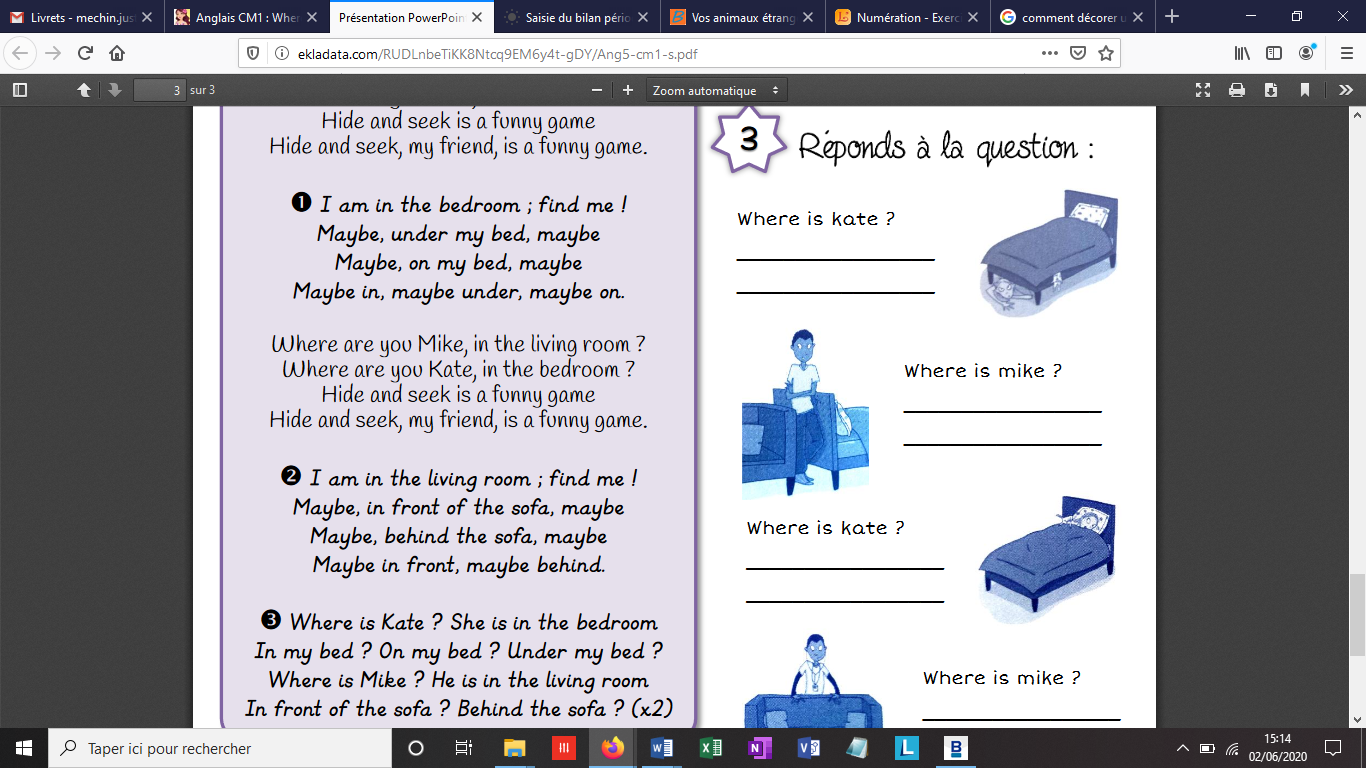 Livrets - mechin.jus
Anglais CM1 : Wher
Présentation PowerPoin
Saisie du bilan pério
Vos animaux étrang
Numération - Exerc
comment décorer u
ekladata.com/RUDLnbeTiKK8Ntcq9EM6y4t-gDY/Ang5-cm1-s.pdf
3 sur 3
Zoom automatique
Hide and seek is a funny game
Hide and seek, my friend, is a funny game.
❶ I am in the bedroom ; find me !
Maybe, under my bed, maybe
Maybe, on my bed, maybe
Maybe in, maybe under, maybe on.
Where are you Mike, in the living room ?
Where are you Kate, in the bedroom ?
Hide and seek is a funny game
Hide and seek, my friend, is a funny game.
❷ I am in the living room ; find me !
Maybe, in front of the sofa, maybe
Maybe, behind the sofa, maybe
Maybe in front, maybe behind.
❸ Where is Kate ? She is in the bedroom
In my bed ? On my bed ? Under my bed ?
Where is Mike ? He is in the living room
In front of the sofa ? Behind the sofa ? (x2)
3 Réponds à la question :
Where is kate ?
Where is mike ?
Where is kate ?
Where is mike ?
Taper ici pour rechercher
15:14
02/06/2020